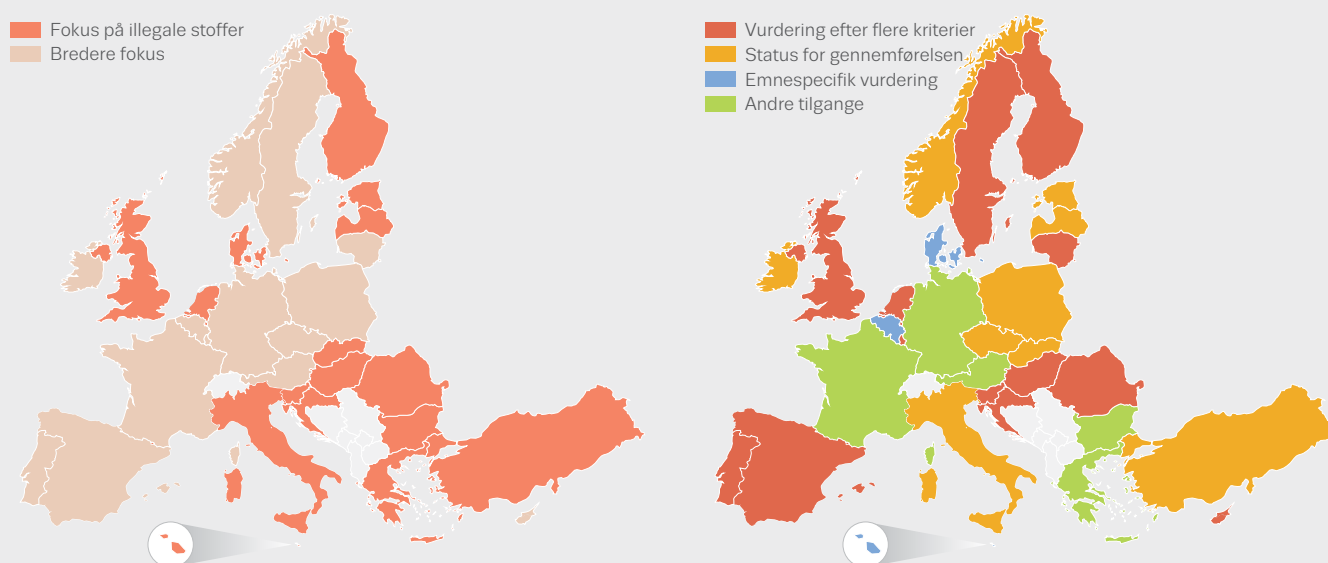 Fokus på illegale stoffer
Bredere fokus
Vurdering efter flere kriterier
Status for gennemførelsen
Emnespecifik vurdering
Andre tilgange